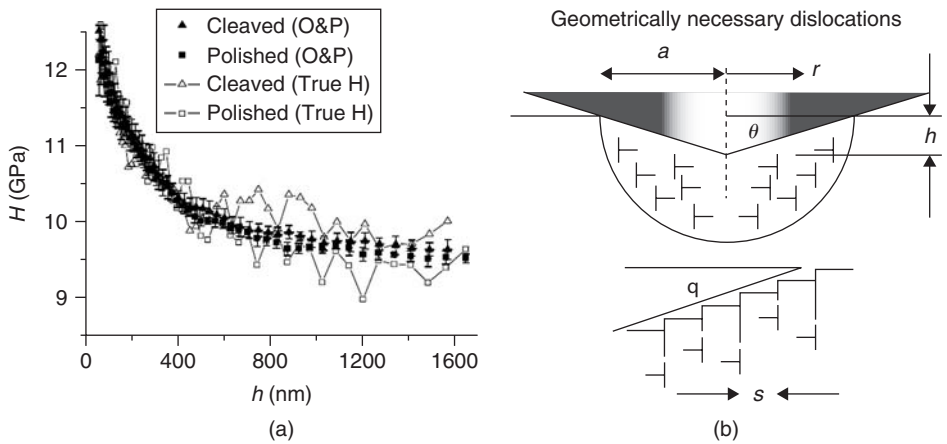 Cleaved (O&P)
Polished (O&P)
Cleaved (True H)
Polished (True H)
H (GPa)
12
11
10
9
0
400
800
1200
1600
h (nm)
(a)
Geometrically necessary dislocations
a
r
θ
h
q
s
(b)